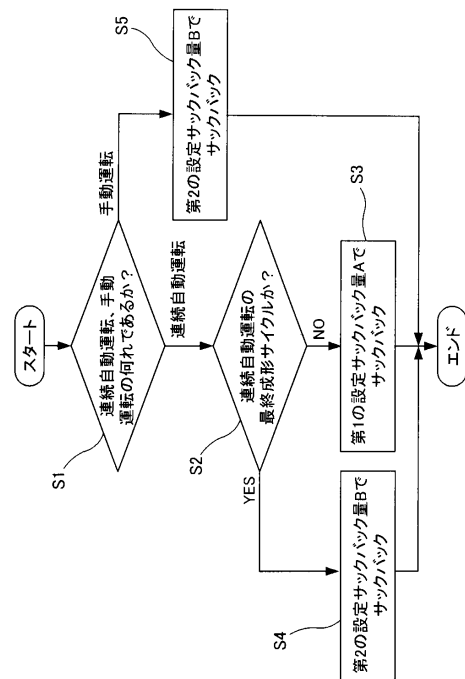 スタート
S1
連続自動運転、手動
運転の何れであるか?
手動運転
連続自動運転
S5
第2の設定サックバック量Bで
サックバック
S2
連続自動運転の
最終成形サイクルか?
YES
NO
S4
第2の設定サックバック量Bで
サックバック
S3
第1の設定サックバック量Aで
サックバック
エンド